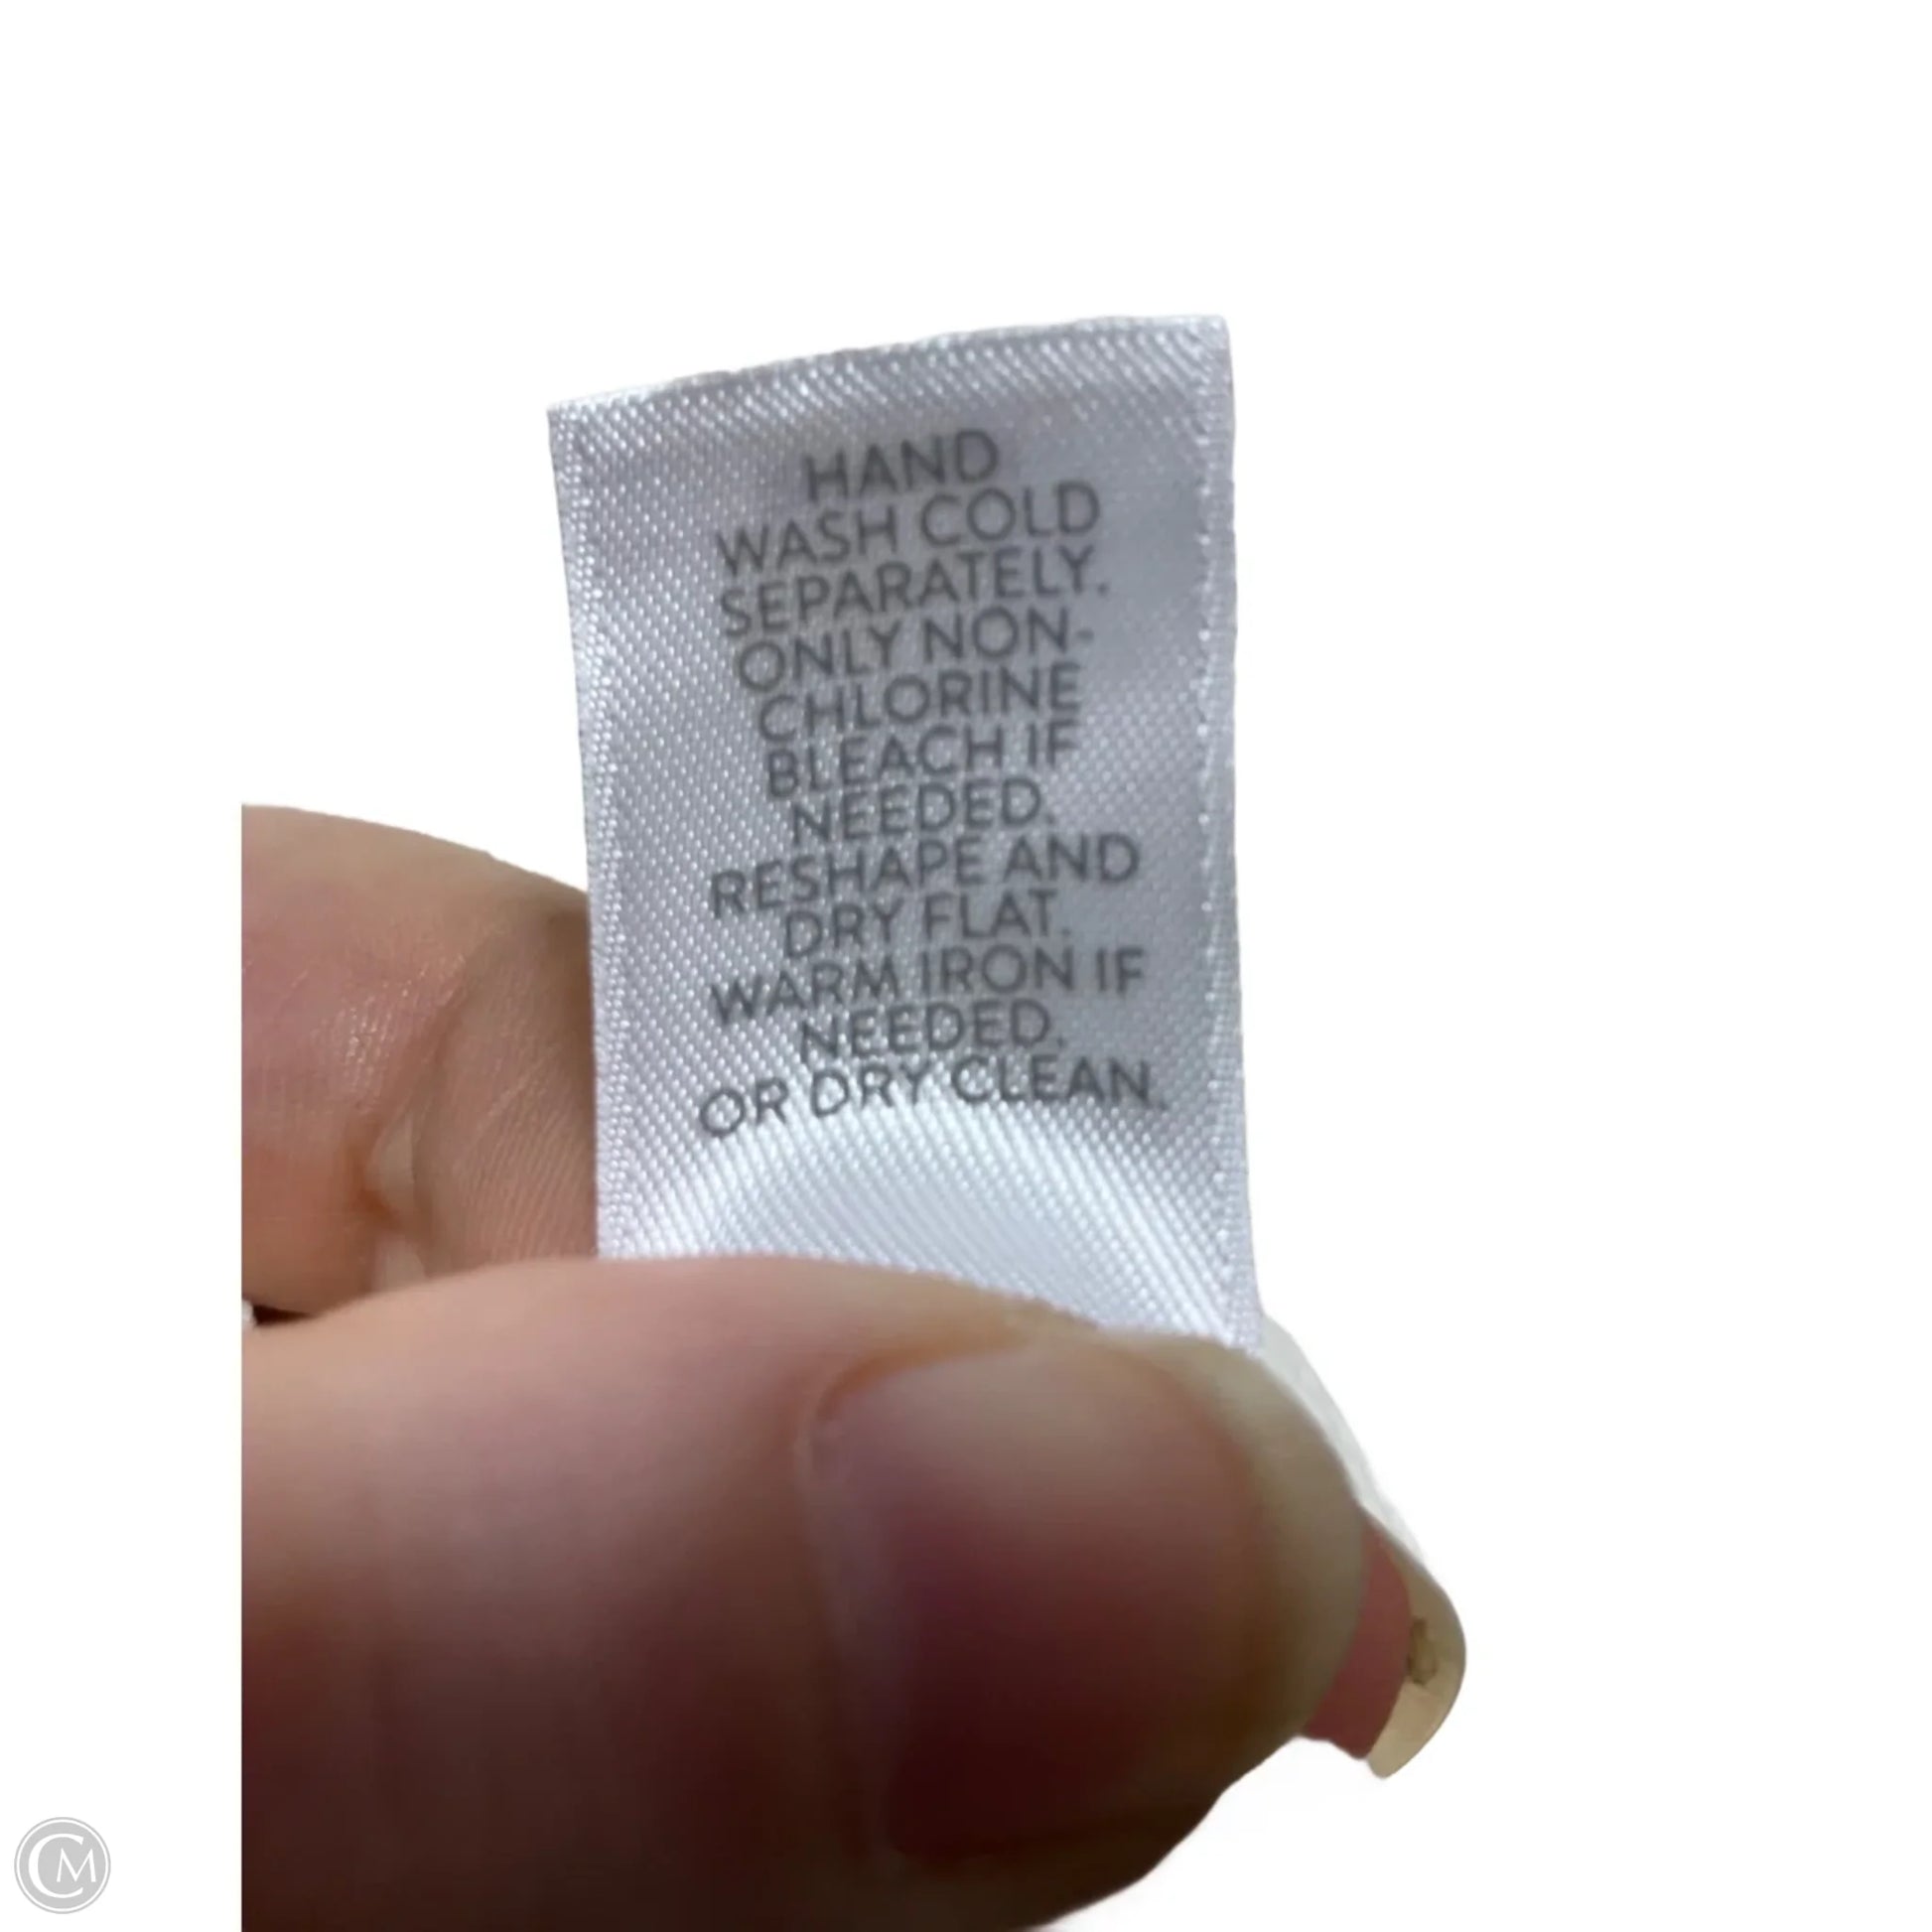 HAND
WASH COLD
SEPARATELY.
ONLY NON-
CHLORINE
BLEACH IF
NEEDED.
RESHAPE AND
DRY FLAT.
WARM IRON IF
NEEDED.
OR DRY CLEAN.
CM